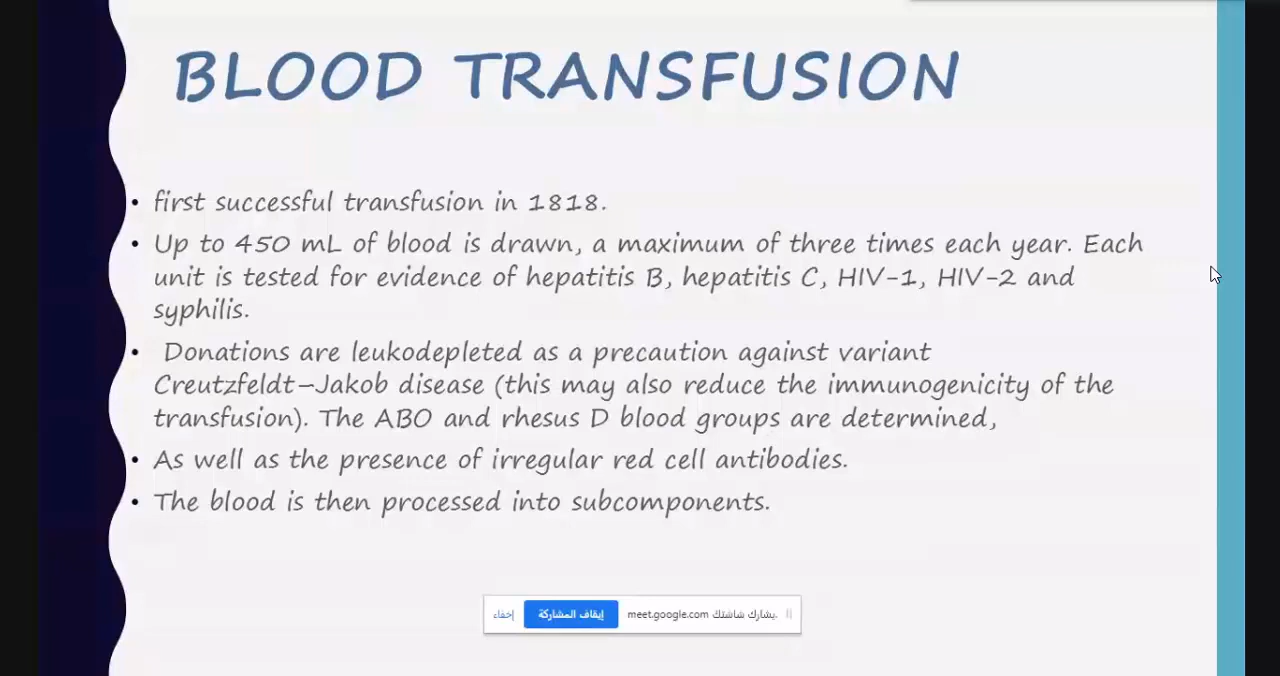 BLOOD TRANSFUSION
• first successful transfusion in 1818.
• Up to 450 mL of blood is drawn, a maximum of three times each year. Each
unit is tested for evidence of hepatitis B, hepatitis C, HIV-1, HIV-2 and
syphilis.
• Donations are leukodepleted as a precaution against variant
Creutzfeldt–Jakob disease (this may also reduce the immunogenicity of the
transfusion). The ABO and rhesus D blood groups are determined,
• As well as the presence of irregular red cell antibodies.
• The blood is then processed into subcomponents.
يشارك شاشتك meet.google.com. إيقاف المشاركة إخفاء